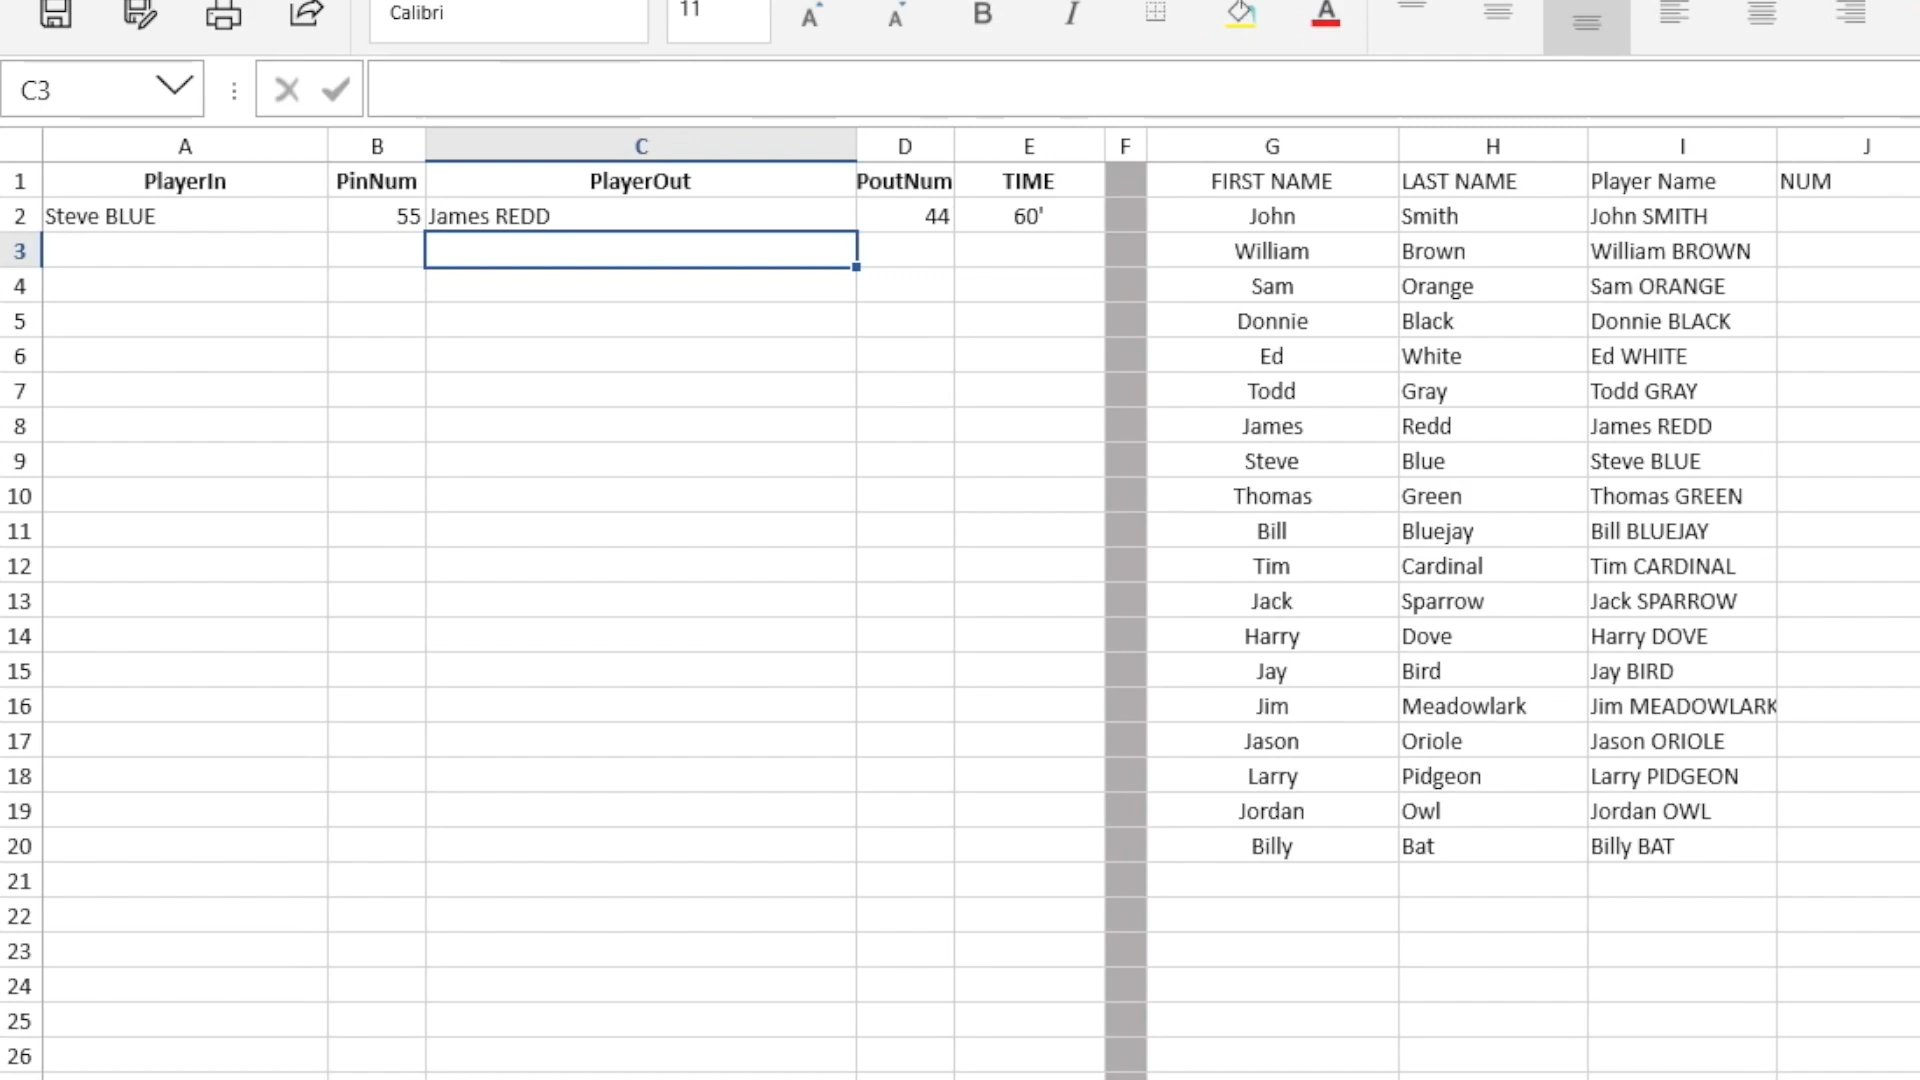 Calibri 11 A A B I A
C3
A B C D E F G H I J
1 PlayerIn PinNum PlayerOut PoutNum TIME FIRST NAME LAST NAME Player Name NUM
2 Steve BLUE 55 James REDD 44 60' John Smith John SMITH
3 William Brown William BROWN
4 Sam Orange Sam ORANGE
5 Donnie Black Donnie BLACK
6 Ed White Ed WHITE
7 Todd Gray Todd GRAY
8 James Redd James REDD
9 Steve Blue Steve BLUE
10 Thomas Green Thomas GREEN
11 Bill Bluejay Bill BLUEJAY
12 Tim Cardinal Tim CARDINAL
13 Jack Sparrow Jack SPARROW
14 Harry Dove Harry DOVE
15 Jay Bird Jay BIRD
16 Jim Meadowlark Jim MEADOWLARK
17 Jason Oriole Jason ORIOLE
18 Larry Pidgeon Larry PIDGEON
19 Jordan Owl Jordan OWL
20 Billy Bat Billy BAT
21
22
23
24
25
26